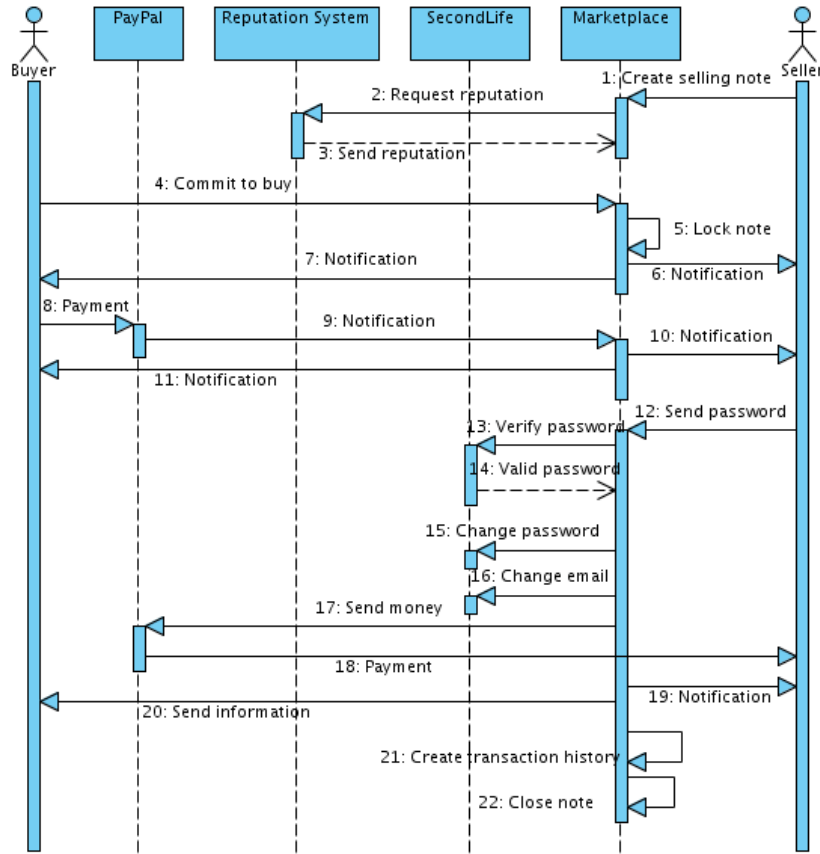 PayPal
Reputation System
SecondLife
Marketplace
Buyer
Seller
1: Create selling note
2: Request reputation
3: Send reputation
4: Commit to buy
5: Lock note
7: Notification
6: Notification
8: Payment
9: Notification
10: Notification
11: Notification
12: Send password
13: Verify password
14: Valid password
15: Change password
16: Change email
17: Send money
18: Payment
19: Notification
20: Send information
21: Create transaction history
22: Close note